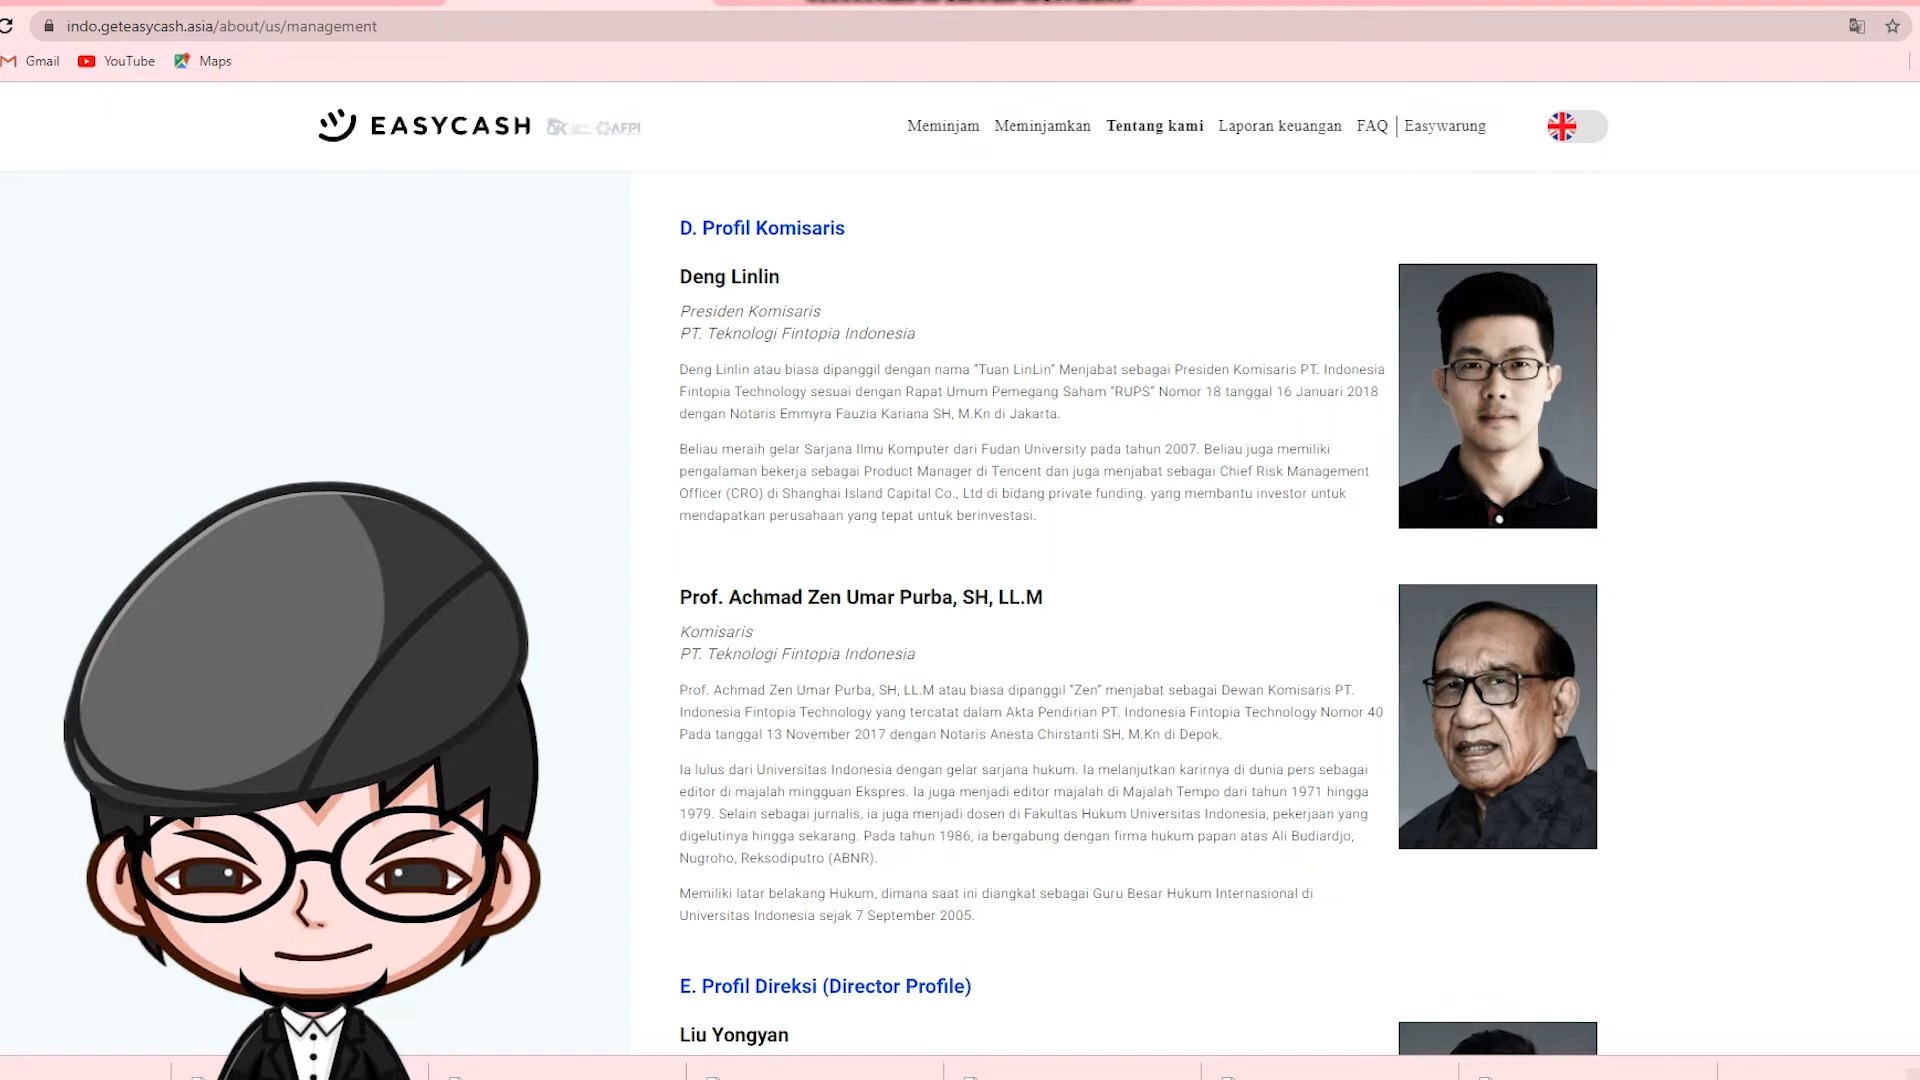 indo.geteasycash.asia/about/us/management
Gmail YouTube Maps
EASYCASH AFPI
Meminjam Meminjamkan Tentang kami Laporan keuangan FAQ Easywarung
D. Profil Komisaris
Deng Linlin
Presiden Komisaris
PT. Teknologi Fintopia Indonesia
Deng Linlin atau biasa dipanggil dengan nama “Tuan LinLin” Menjabat sebagai Presiden Komisaris PT. Indonesia
Fintopia Technology sesuai dengan Rapat Umum Pemegang Saham “RUPS” Nomor 18 tanggal 16 Januari 2018
dengan Notaris Emmyra Fauzia Kariana SH, M.Kn di Jakarta.
Beliau meraih gelar Sarjana Ilmu Komputer dari Fudan University pada tahun 2007. Beliau juga memiliki
pengalaman bekerja sebagai Product Manager di Tencent dan juga menjabat sebagai Chief Risk Management
Officer (CRO) di Shanghai Island Capital Co., Ltd di bidang private funding. yang membantu investor untuk
mendapatkan perusahaan yang tepat untuk berinvestasi.
Prof. Achmad Zen Umar Purba, SH, LL.M
Komisaris
PT. Teknologi Fintopia Indonesia
Prof. Achmad Zen Umar Purba, SH, LL.M atau biasa dipanggil “Zen” menjabat sebagai Dewan Komisaris PT.
Indonesia Fintopia Technology yang tercatat dalam Akta Pendirian PT. Indonesia Fintopia Technology Nomor 40
Pada tanggal 13 November 2017 dengan Notaris Anesta Chirstanti SH, M.Kn di Depok.
Ia lulus dari Universitas Indonesia dengan gelar sarjana hukum. Ia melanjutkan karirnya di dunia pers sebagai
editor di majalah mingguan Ekspres. Ia juga menjadi editor majalah di Majalah Tempo dari tahun 1971 hingga
1979. Selain sebagai jurnalis, ia juga menjadi dosen di Fakultas Hukum Universitas Indonesia, pekerjaan yang
digelutinya hingga sekarang. Pada tahun 1986, ia bergabung dengan firma hukum papan atas Ali Budiardjo,
Nugroho, Reksodiputro (ABNR).
Memiliki latar belakang Hukum, dimana saat ini diangkat sebagai Guru Besar Hukum Internasional di
Universitas Indonesia sejak 7 September 2005.
E. Profil Direksi (Director Profile)
Liu Yongyan